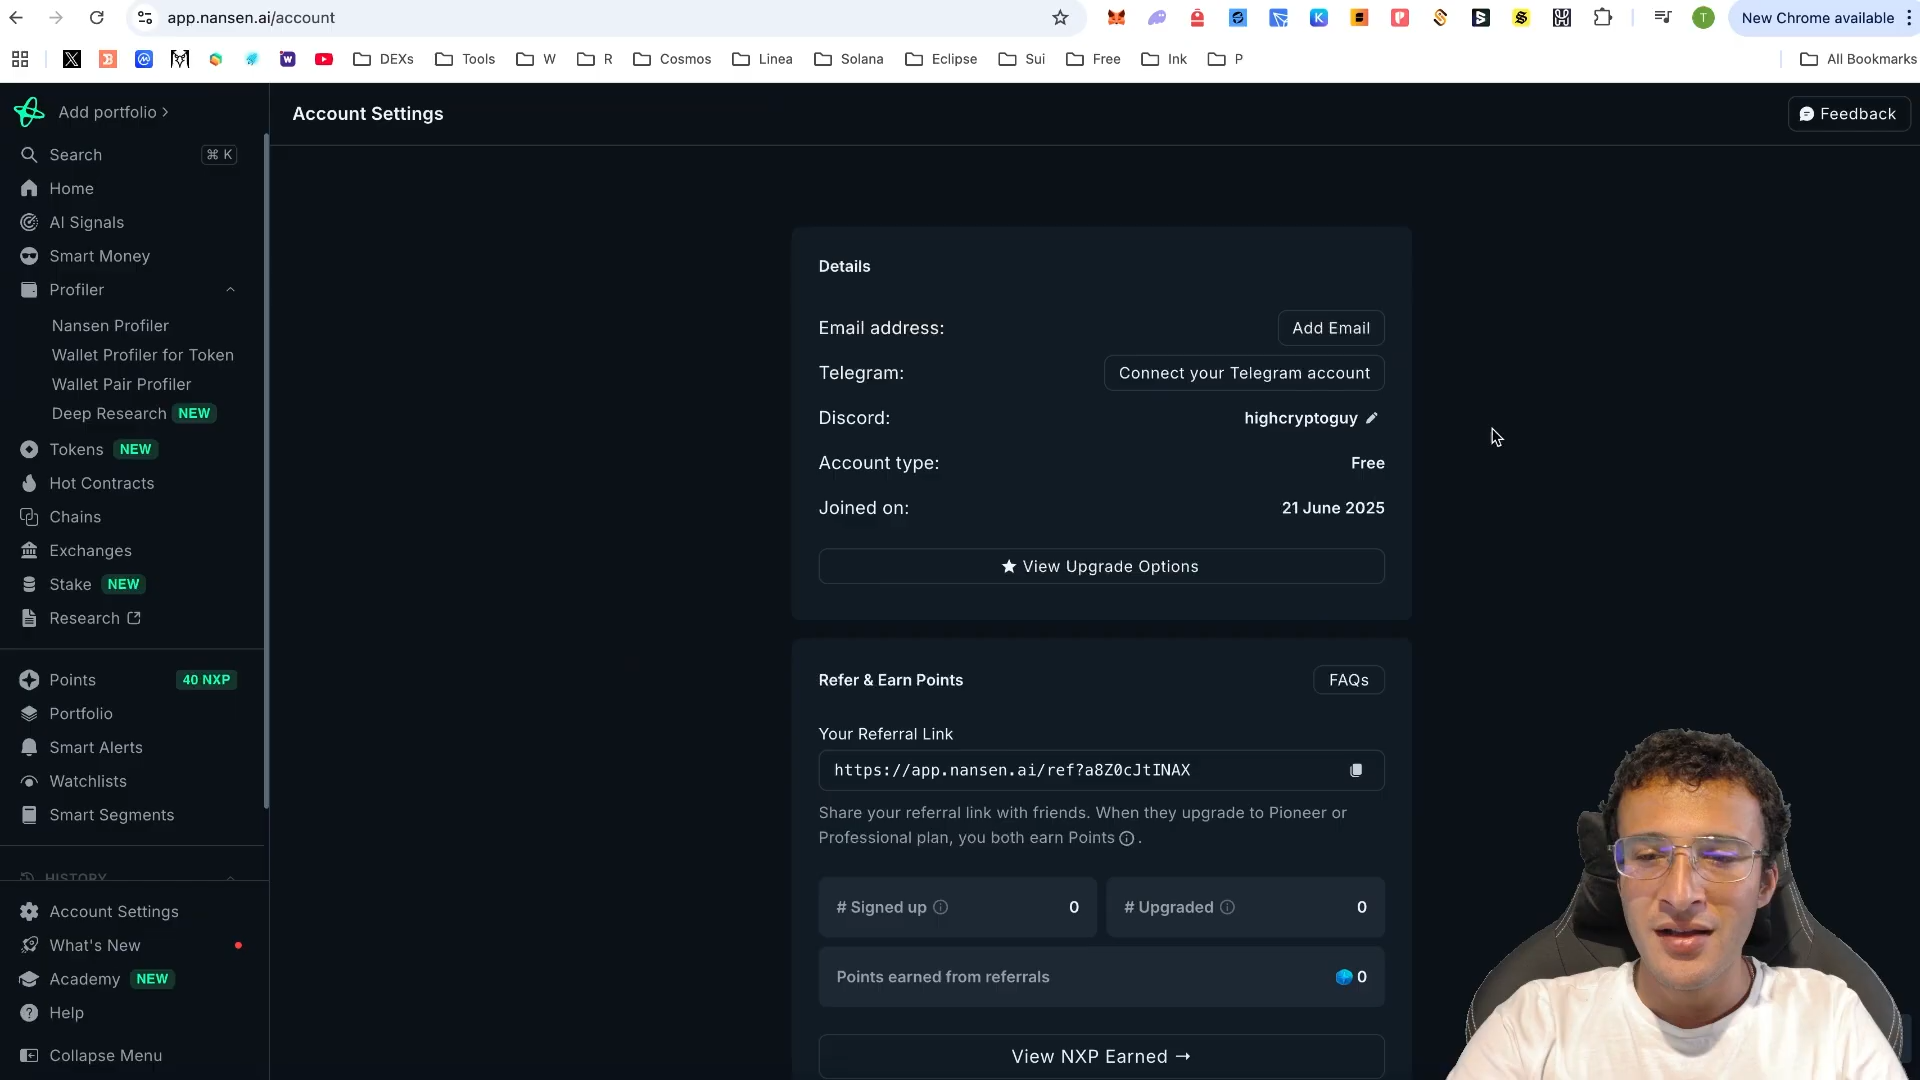 app.nansen.ai/account
New Chrome available
DEXs
Tools
W
R
Cosmos
Linea
Solana
Eclipse
Sui
Free
Ink
P
All Bookmarks
Add portfolio
Account Settings
Feedback
Search
⌘ K
Home
AI Signals
Smart Money
Profiler
Nansen Profiler
Wallet Profiler for Token
Wallet Pair Profiler
Deep Research NEW
Tokens NEW
Hot Contracts
Chains
Exchanges
Stake NEW
Research
Points 40 NXP
Portfolio
Smart Alerts
Watchlists
Smart Segments
HISTORY
Account Settings
What's New
Academy NEW
Help
Collapse Menu
Details
Email address: Add Email
Telegram: Connect your Telegram account
Discord: highcryptoguy
Account type: Free
Joined on: 21 June 2025
View Upgrade Options
Refer & Earn Points FAQs
Your Referral Link
https://app.nansen.ai/ref?a8Z0cJtINAX
Share your referral link with friends. When they upgrade to Pioneer or
Professional plan, you both earn Points .
# Signed up 0
# Upgraded 0
Points earned from referrals 0
View NXP Earned →